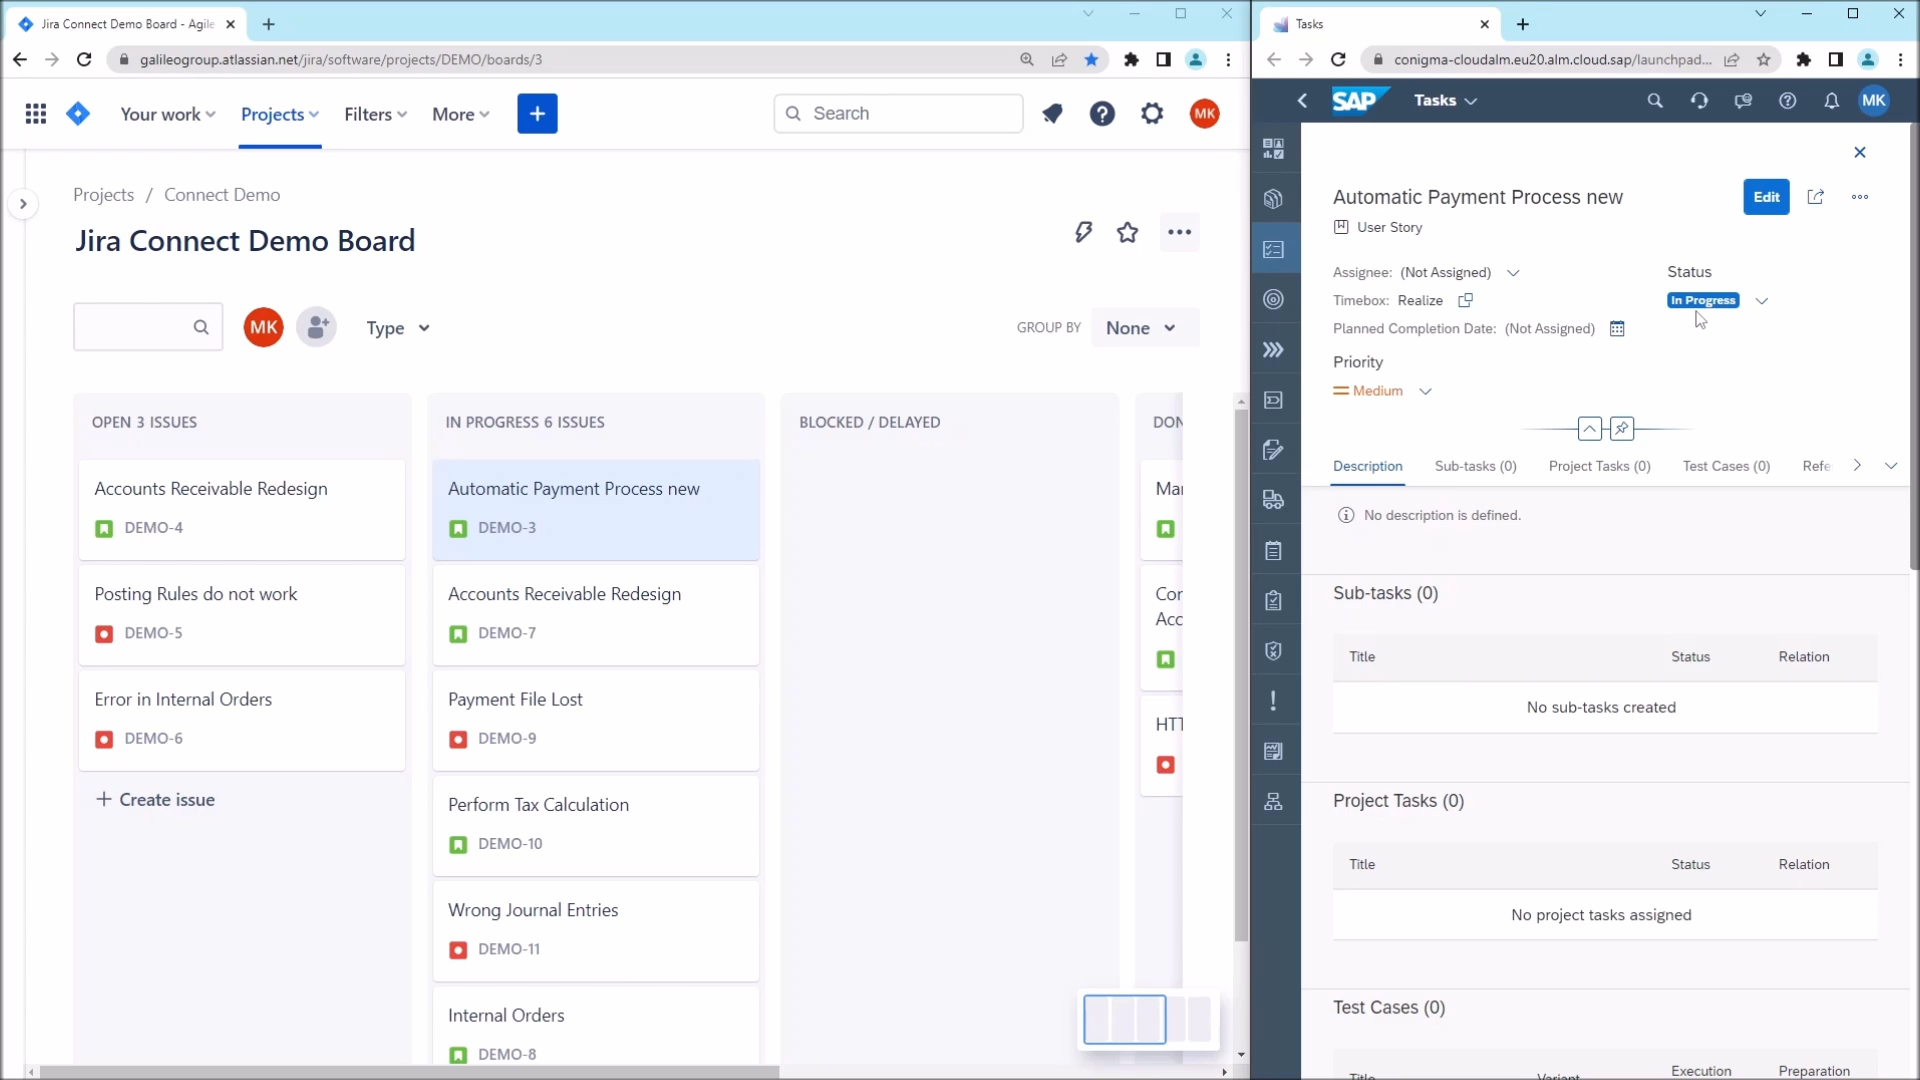 Jira Connect Demo Board - Agile
galileogroup.atlassian.net/jira/software/projects/DEMO/boards/3
Your work
Projects
Filters
More
Search
MK
Projects / Connect Demo
Jira Connect Demo Board
MK
Type
GROUP BY
None
OPEN 3 ISSUES
Accounts Receivable Redesign
DEMO-4
Posting Rules do not work
DEMO-5
Error in Internal Orders
DEMO-6
Create issue
IN PROGRESS 6 ISSUES
Automatic Payment Process new
DEMO-3
Accounts Receivable Redesign
DEMO-7
Payment File Lost
DEMO-9
Perform Tax Calculation
DEMO-10
Wrong Journal Entries
DEMO-11
Internal Orders
DEMO-8
BLOCKED / DELAYED
DON
Mar
Cor
Acc
HTT
Tasks
conigma-cloudalm.eu20.alm.cloud.sap/launchpad...
SAP
Tasks
MK
Automatic Payment Process new
Edit
User Story
Assignee: (Not Assigned)
Status
Timebox: Realize
In Progress
Planned Completion Date: (Not Assigned)
Priority
Medium
Description
Sub-tasks (0)
Project Tasks (0)
Test Cases (0)
Refe
No description is defined.
Sub-tasks (0)
Title
Status
Relation
No sub-tasks created
Project Tasks (0)
Title
Status
Relation
No project tasks assigned
Test Cases (0)
Title
Variant
Execution
Preparation